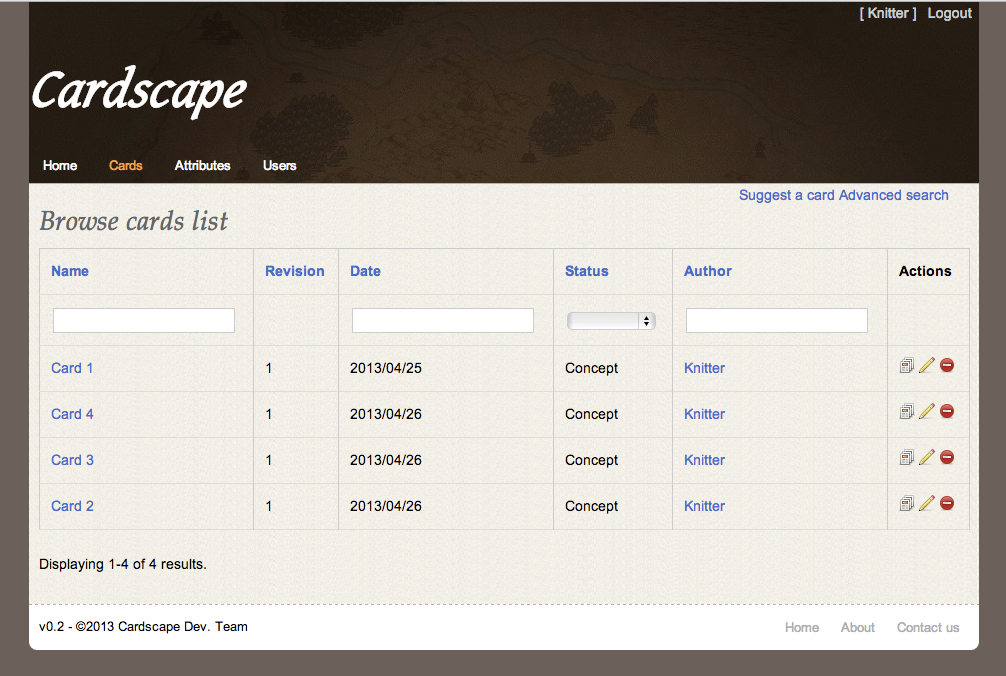 [ Knitter ] Logout
Cardscape
Home Cards Attributes Users
Suggest a card Advanced search
Browse cards list
Name Revision Date Status Author Actions
Card 1 1 2013/04/25 Concept Knitter
Card 4 1 2013/04/26 Concept Knitter
Card 3 1 2013/04/26 Concept Knitter
Card 2 1 2013/04/26 Concept Knitter
Displaying 1-4 of 4 results.
v0.2 - ©2013 Cardscape Dev. Team Home About Contact us